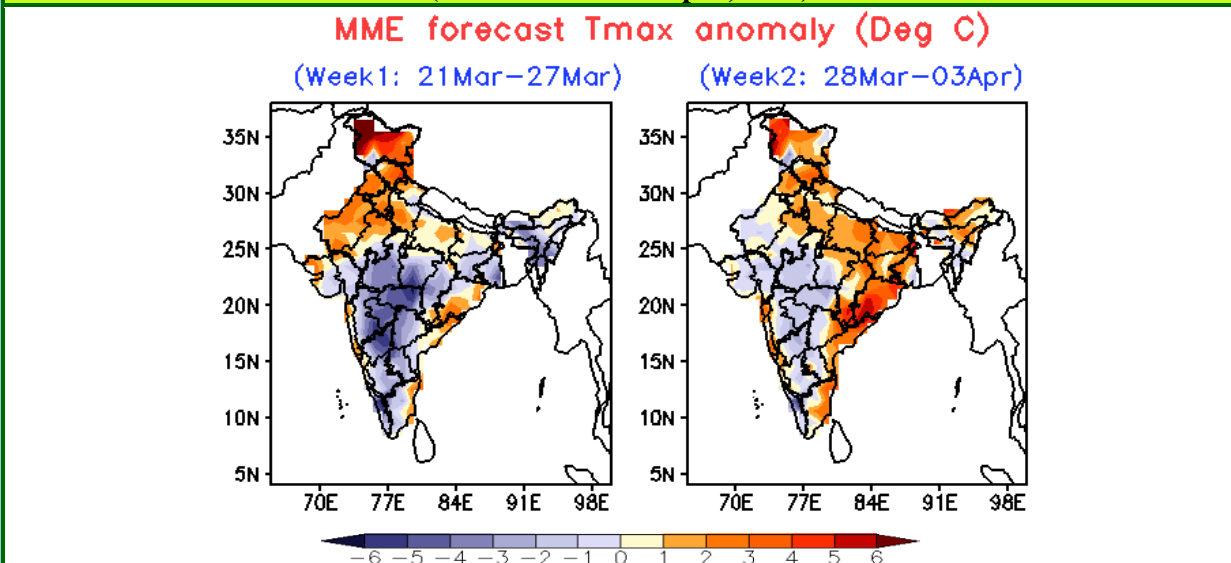 MME forecast Tmax anomaly (Deg C)
(Week1: 21Mar−27Mar) (Week2: 28Mar−03Apr)
35N 35N
30N 30N
25N 25N
20N 20N
15N 15N
10N 10N
5N 5N
70E 77E 84E 91E 98E 70E 77E 84E 91E 98E
−6 −5 −4 −3 −2 −1 0 1 2 3 4 5 6